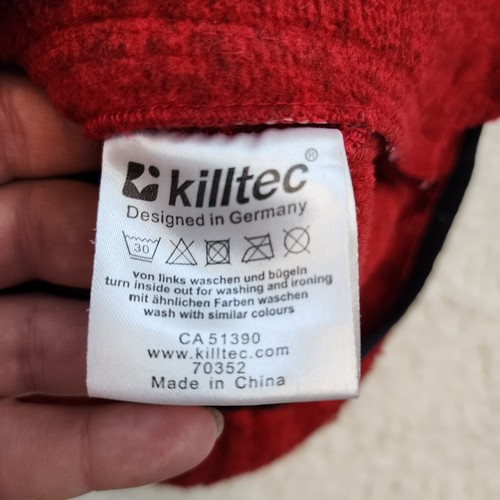 killtec®
Designed in Germany
30
von links waschen und bügeln
turn inside out for washing and ironing
mit ähnlichen Farben waschen
wash with similar colours
CA 51390
www.killtec.com
70352
Made in China